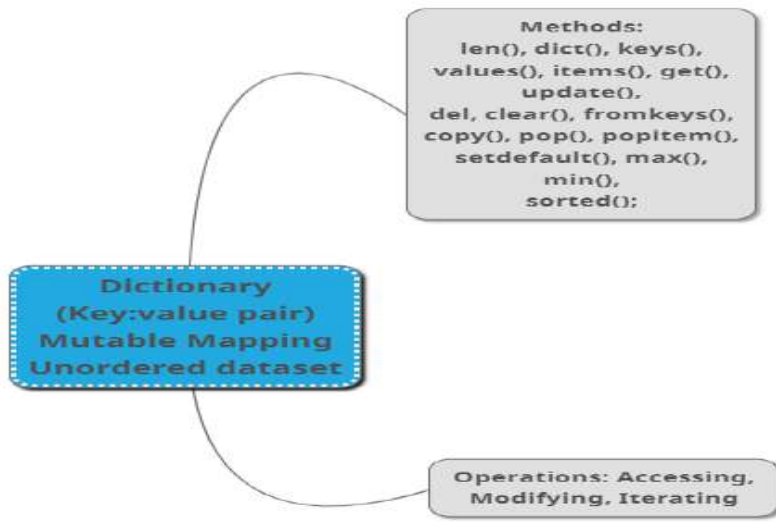 Methods:
len(), dict(), keys(),
values(), items(), get(),
update(),
del, clear(), fromkeys(),
copy(), pop(), popitem(),
setdefault(), max(),
min(),
sorted();
Dictionary
(Key:value pair)
Mutable Mapping
Unordered dataset
Operations: Accessing,
Modifying, Iterating